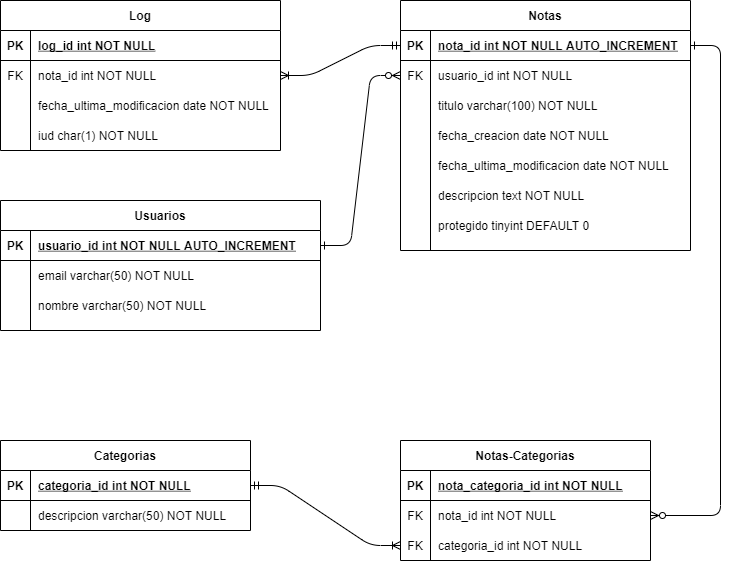 Log
PK log_id int NOT NULL
FK nota_id int NOT NULL
fecha_ultima_modificacion date NOT NULL
iud char(1) NOT NULL
Notas
PK nota_id int NOT NULL AUTO_INCREMENT
FK usuario_id int NOT NULL
titulo varchar(100) NOT NULL
fecha_creacion date NOT NULL
fecha_ultima_modificacion date NOT NULL
descripcion text NOT NULL
protegido tinyint DEFAULT 0
Usuarios
PK usuario_id int NOT NULL AUTO_INCREMENT
email varchar(50) NOT NULL
nombre varchar(50) NOT NULL
Categorias
PK categoria_id int NOT NULL
descripcion varchar(50) NOT NULL
Notas-Categorias
PK nota_categoria_id int NOT NULL
FK nota_id int NOT NULL
FK categoria_id int NOT NULL